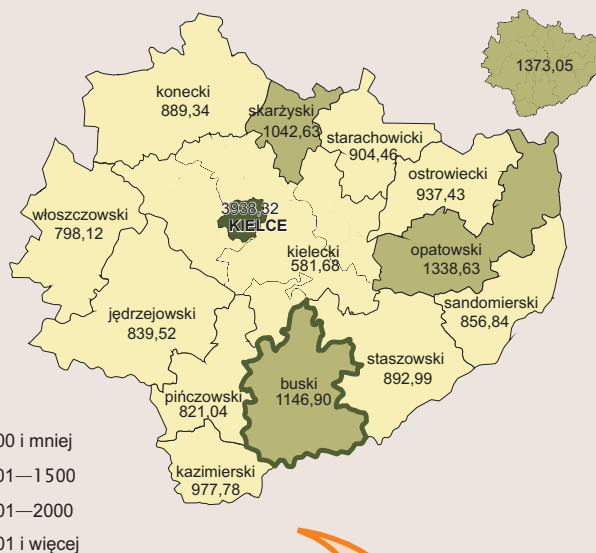 1373,05
konecki
889,34
skarżyski
1042,63
starachowicki
904,46
ostrowiecki
937,43
włoszczowski
798,12
3938,32
KIELCE
kielecki
581,68
opatowski
1338,63
sandomierski
856,84
jędrzejowski
839,52
buski
1146,90
staszowski
892,99
pińczowski
821,04
kazimierski
977,78
00 i mniej
01—1500
01—2000
01 i więcej